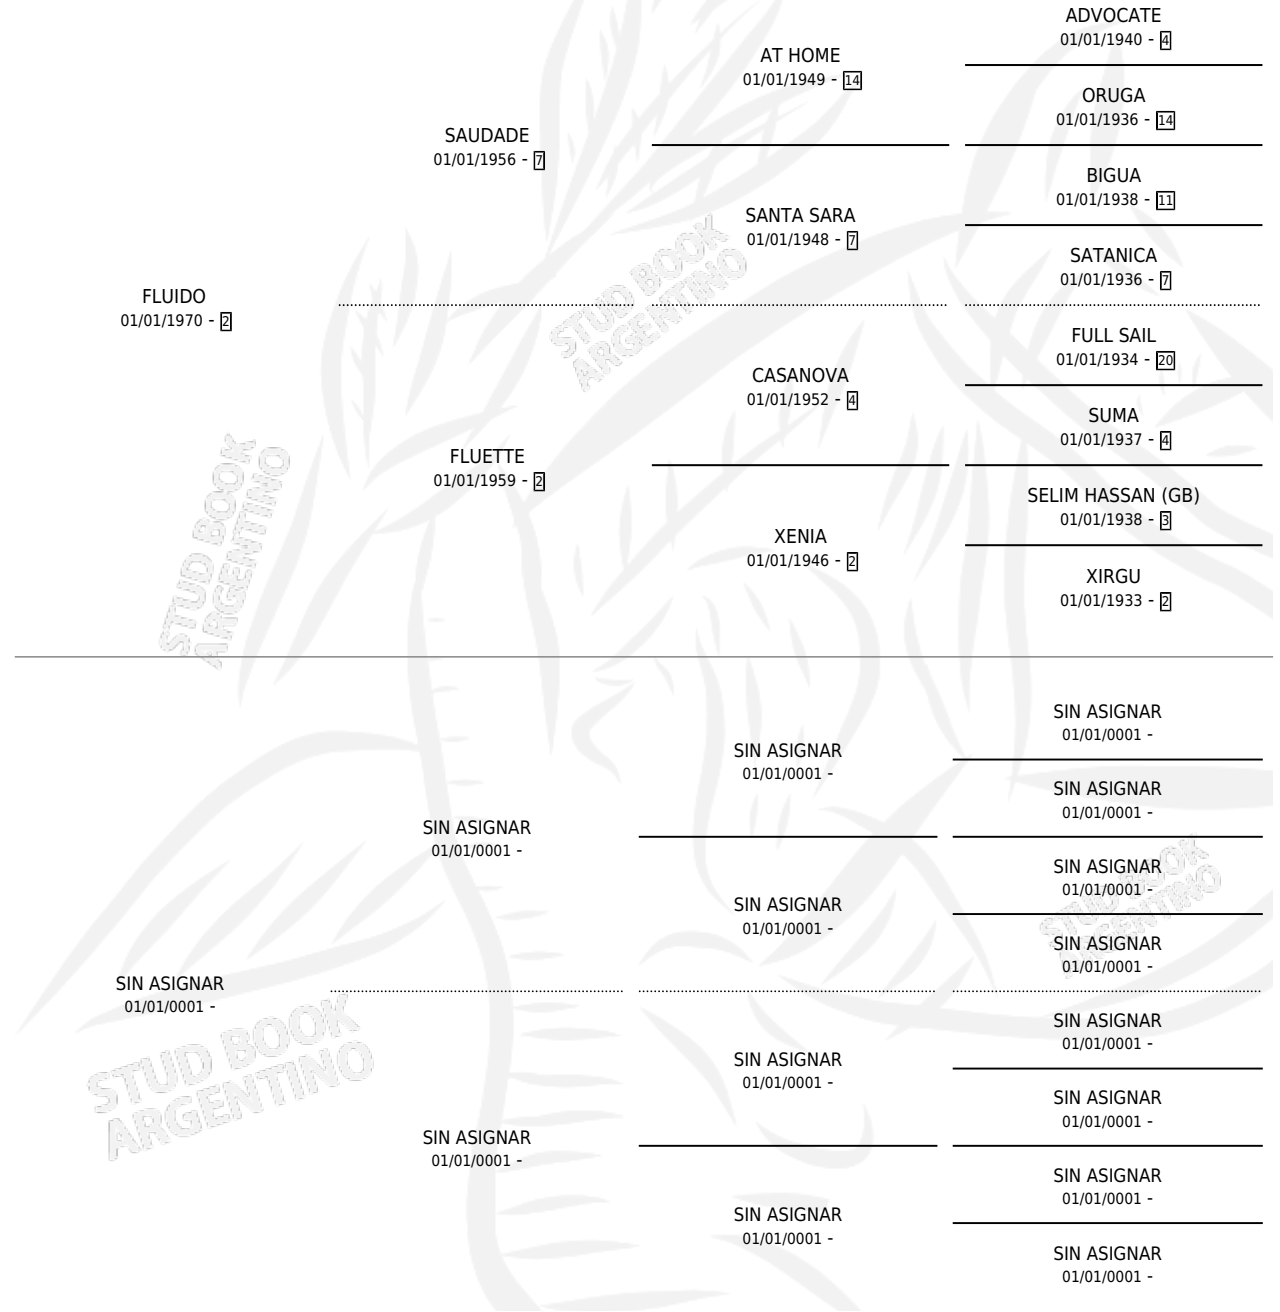 ADVOCATE
01/01/1940 - 4
AT HOME
01/01/1949 - 14
ORUGA
01/01/1936 - 14
SAUDADE
01/01/1956 - 7
BIGUA
01/01/1938 - 11
SANTA SARA
01/01/1948 - 7
SATANICA
01/01/1936 - 7
FLUIDO
01/01/1970 - 2
FULL SAIL
01/01/1934 - 20
CASANOVA
01/01/1952 - 4
SUMA
01/01/1937 - 4
FLUETTE
01/01/1959 - 2
SELIM HASSAN (GB)
01/01/1938 - 3
XENIA
01/01/1946 - 2
XIRGU
01/01/1933 - 2
STUD BOOK
ARGENTINO
STUD BOOK
ARGENTINO
SIN ASIGNAR
01/01/0001 -
SIN ASIGNAR
01/01/0001 -
SIN ASIGNAR
01/01/0001 -
SIN ASIGNAR
01/01/0001 -
SIN ASIGNAR
01/01/0001 -
SIN ASIGNAR
01/01/0001 -
SIN ASIGNAR
01/01/0001 -
SIN ASIGNAR
01/01/0001 -
SIN ASIGNAR
01/01/0001 -
SIN ASIGNAR
01/01/0001 -
SIN ASIGNAR
01/01/0001 -
SIN ASIGNAR
01/01/0001 -
SIN ASIGNAR
01/01/0001 -
SIN ASIGNAR
01/01/0001 -
SIN ASIGNAR
01/01/0001 -
STUD BOOK
ARGENTINO
STUD BOOK
ARGENTINO